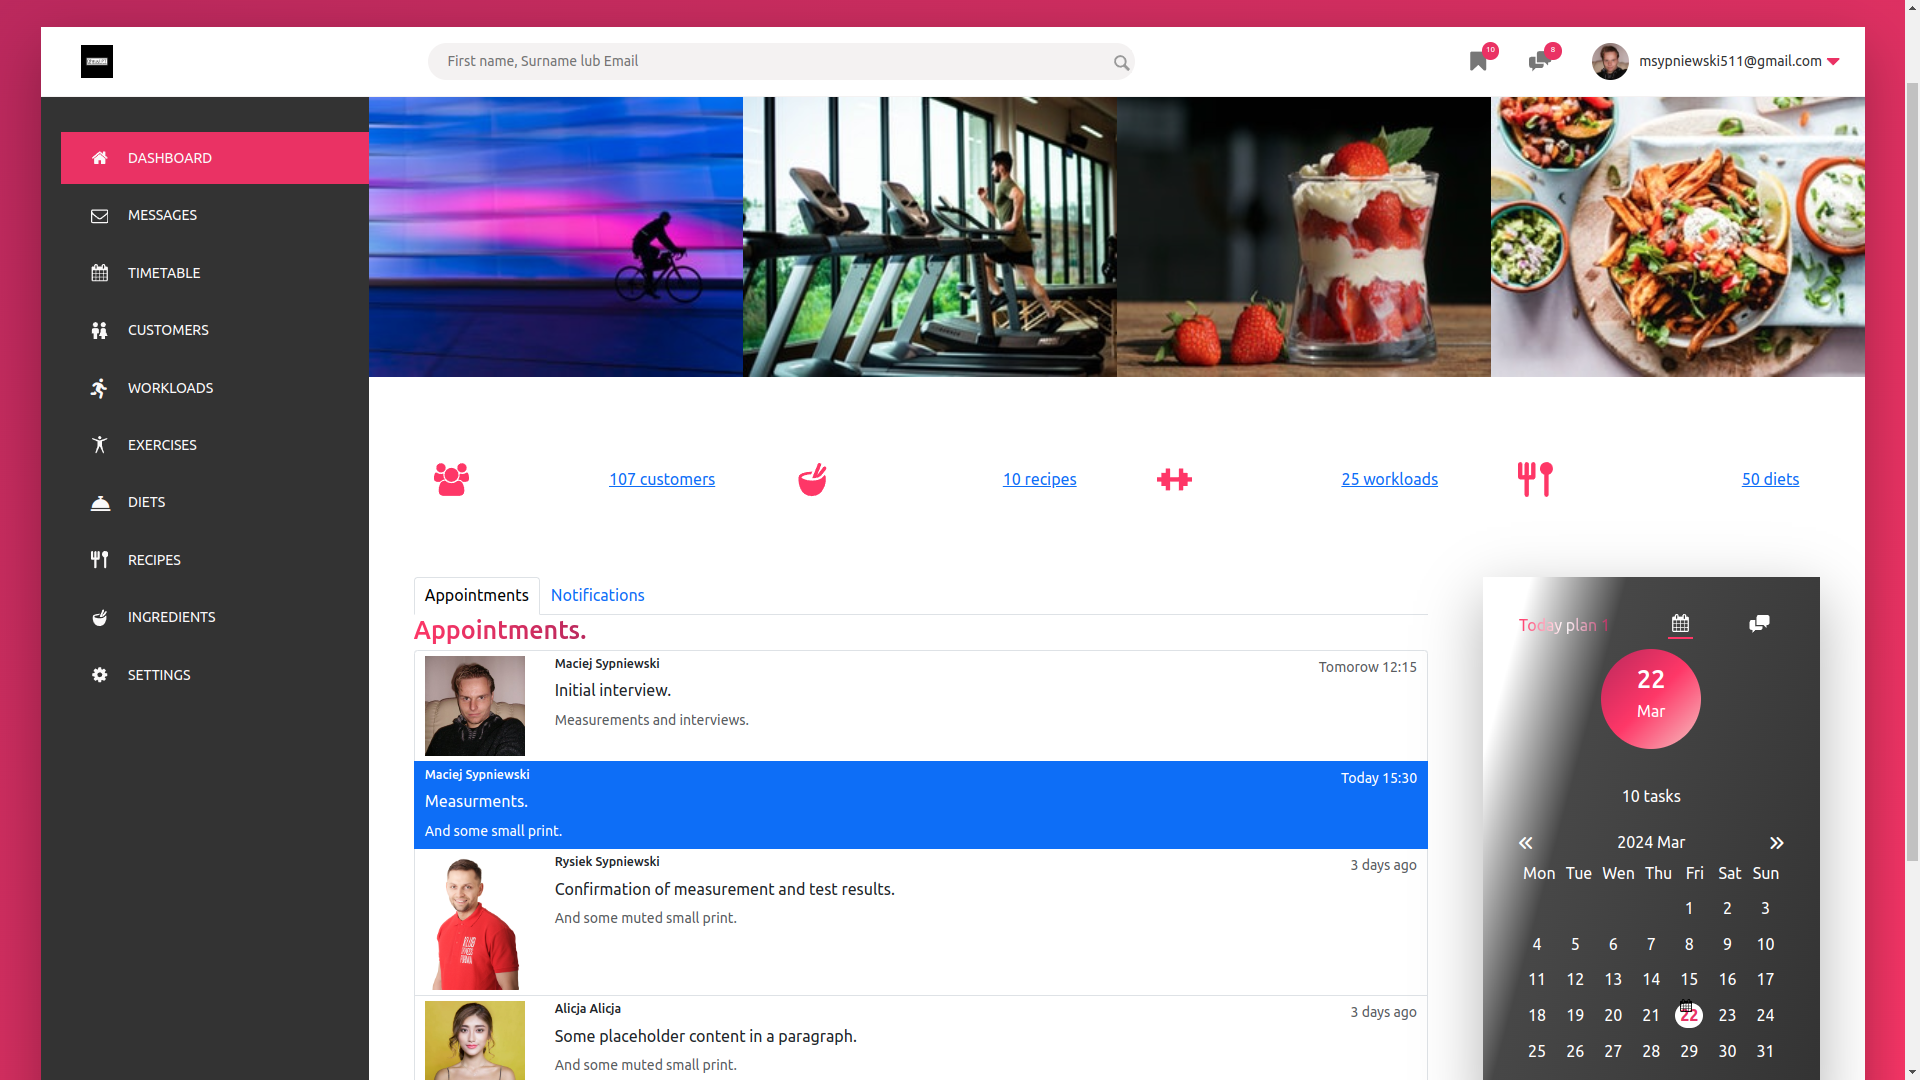 First name, Surname lub Email
10
8
msypniewski511@gmail.com
DASHBOARD
MESSAGES
TIMETABLE
CUSTOMERS
WORKLOADS
EXERCISES
DIETS
RECIPES
INGREDIENTS
SETTINGS
107 customers
10 recipes
25 workloads
50 diets
Appointments
Notifications
Appointments.
Maciej Sypniewski
Tomorow 12:15
Initial interview.
Measurements and interviews.
Maciej Sypniewski
Today 15:30
Measurments.
And some small print.
Rysiek Sypniewski
3 days ago
Confirmation of measurement and test results.
And some muted small print.
Alicja Alicja
3 days ago
Some placeholder content in a paragraph.
And some muted small print.
Today plan 1
22
Mar
10 tasks
2024 Mar
Mon Tue Wen Thu Fri Sat Sun
1 2 3
4 5 6 7 8 9 10
11 12 13 14 15 16 17
18 19 20 21 22 23 24
25 26 27 28 29 30 31